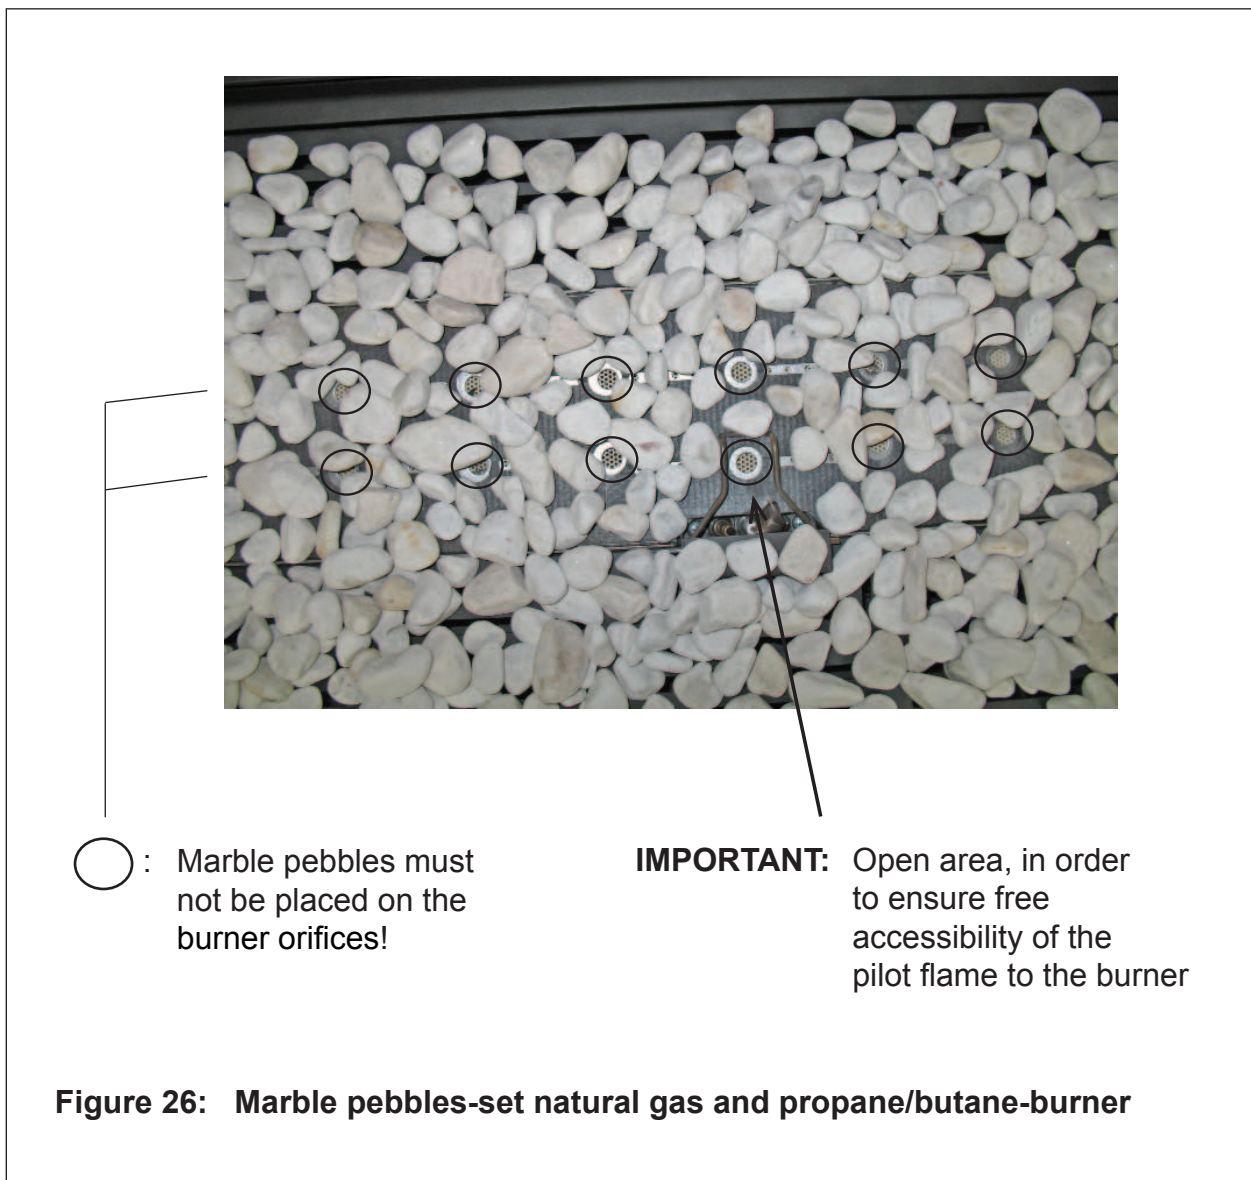 : Marble pebbles must
not be placed on the
burner orifices!
IMPORTANT: Open area, in order
to ensure free
accessibility of the
pilot flame to the burner
Figure 26: Marble pebbles-set natural gas and propane/butane-burner